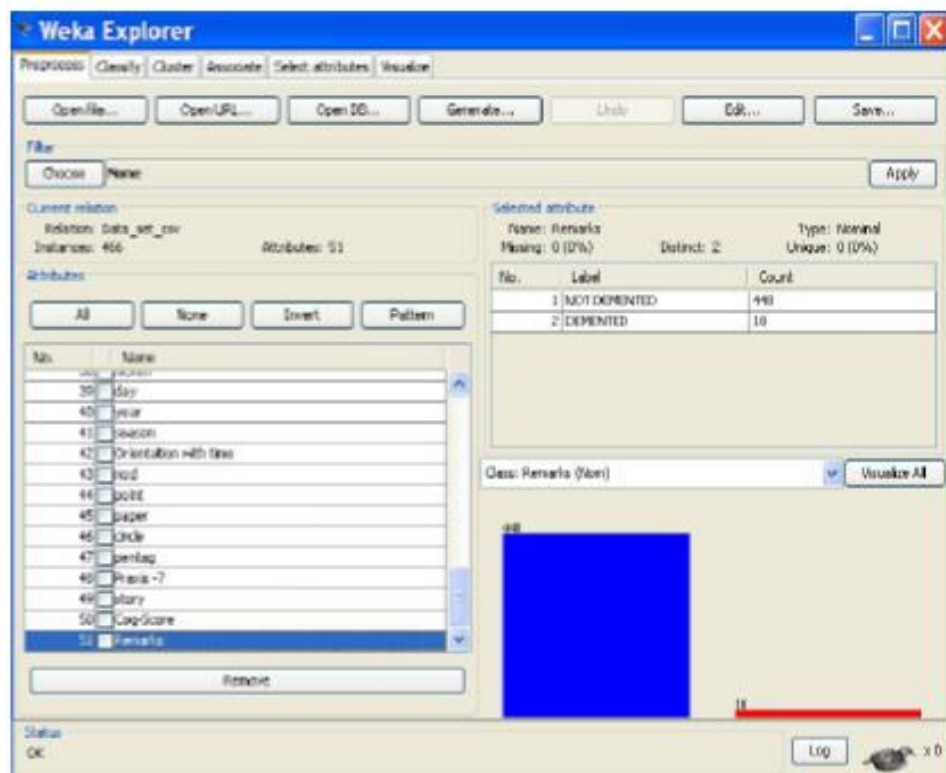 Weka Explorer
Preprocess Classify Cluster Associate Select attributes Visualize
Open file... Open URL... Open DB... Generate... Undo Edit... Save...
Filter
Choose None Apply
Current relation
Relation: Data_set_csv
Instances: 466 Attributes: 51
Attributes
All None Invert Pattern
No. Name
39 day
40 year
41 season
42 Orientation with time
43 nod
44 point
45 paper
46 circle
47 pentag
48 Praxis -7
49 story
50 Cog-Score
51 Remarks
Remove
Selected attribute
Name: Remarks Type: Nominal
Missing: 0 (0%) Distinct: 2 Unique: 0 (0%)
No. Label Count
1 NOT DEMENTED 448
2 DEMENTED 18
Class: Remarks (Nom) Visualize All
448
18
Status
OK Log x 0